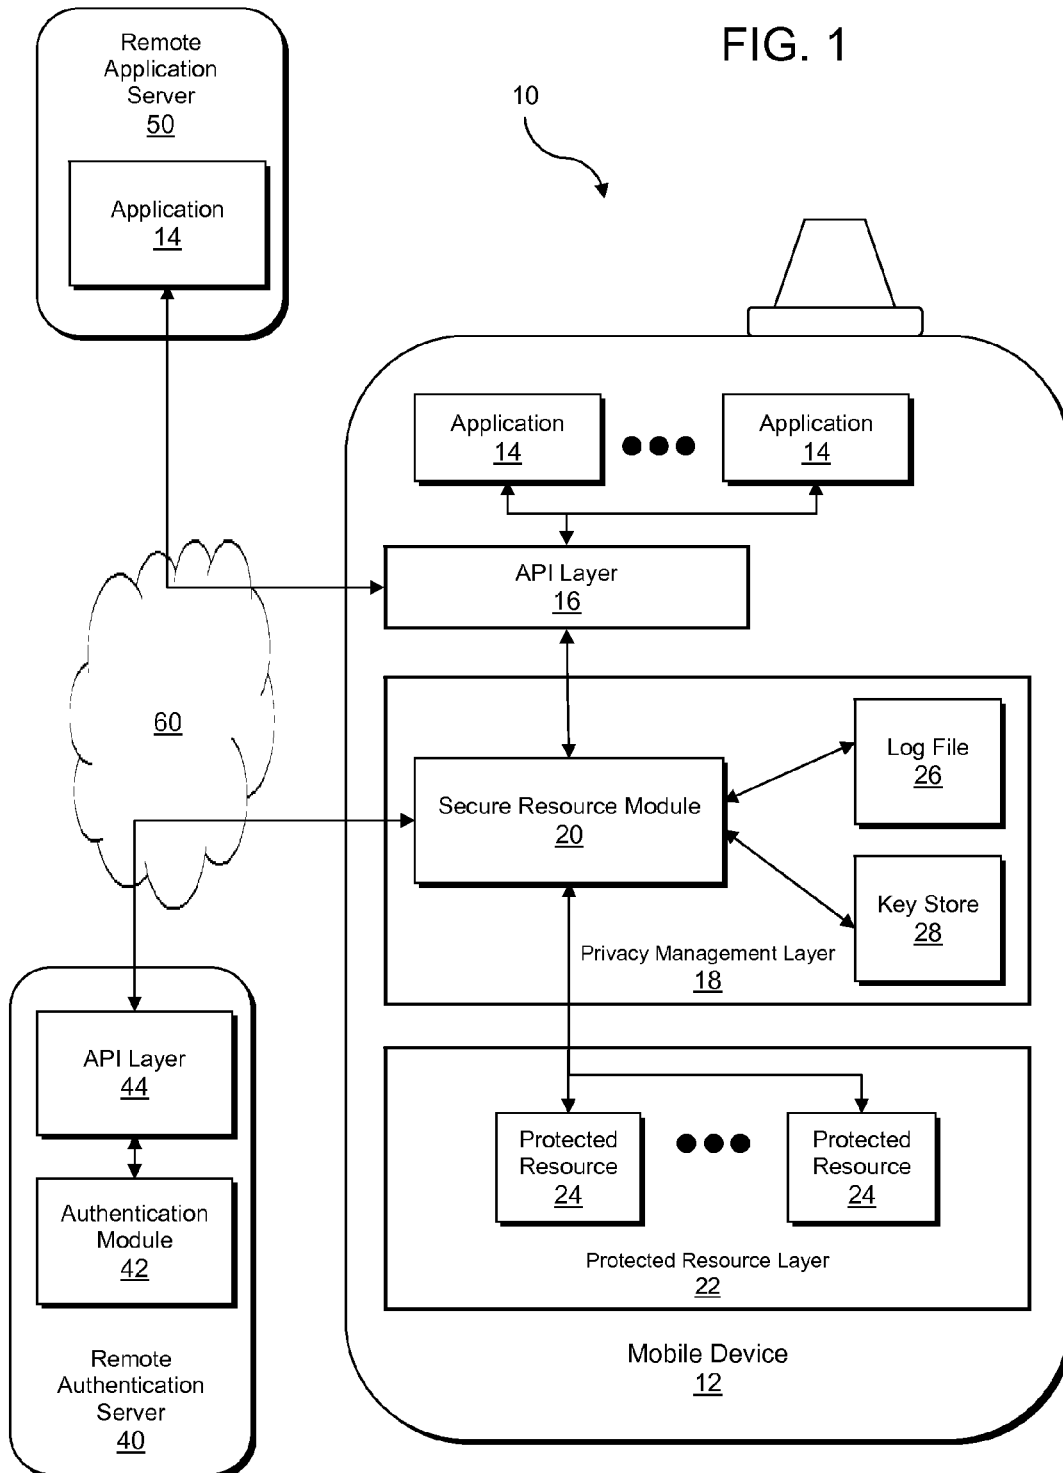 FIG. 1
10
Remote
Application
Server
50
Application
14
Application
14
Application
14
API Layer
16
60
Log File
26
Secure Resource Module
20
Key Store
28
Privacy Management Layer
18
API Layer
44
Authentication
Module
42
Remote
Authentication
Server
40
Protected
Resource
24
Protected
Resource
24
Protected Resource Layer
22
Mobile Device
12